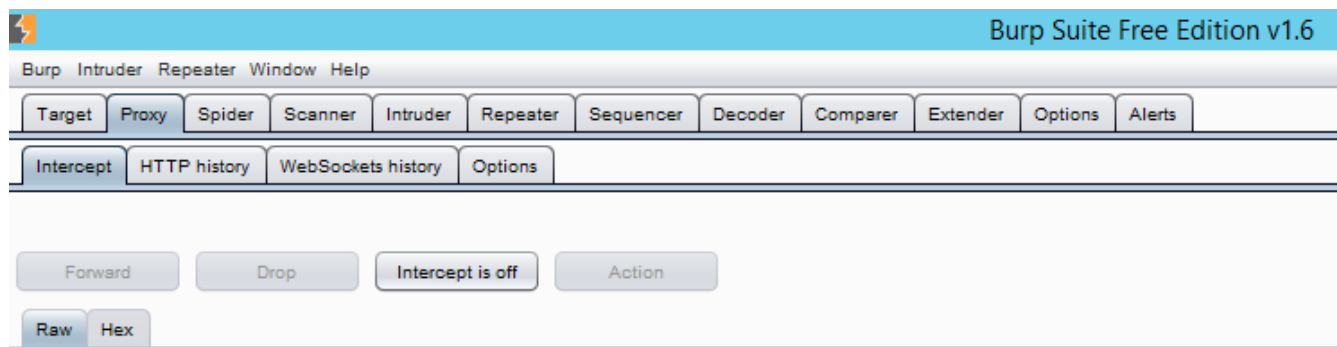 Burp Suite Free Edition v1.6
Burp Intruder Repeater Window Help
Target Proxy Spider Scanner Intruder Repeater Sequencer Decoder Comparer Extender Options Alerts
Intercept HTTP history WebSockets history Options
Forward Drop Intercept is off Action
Raw Hex